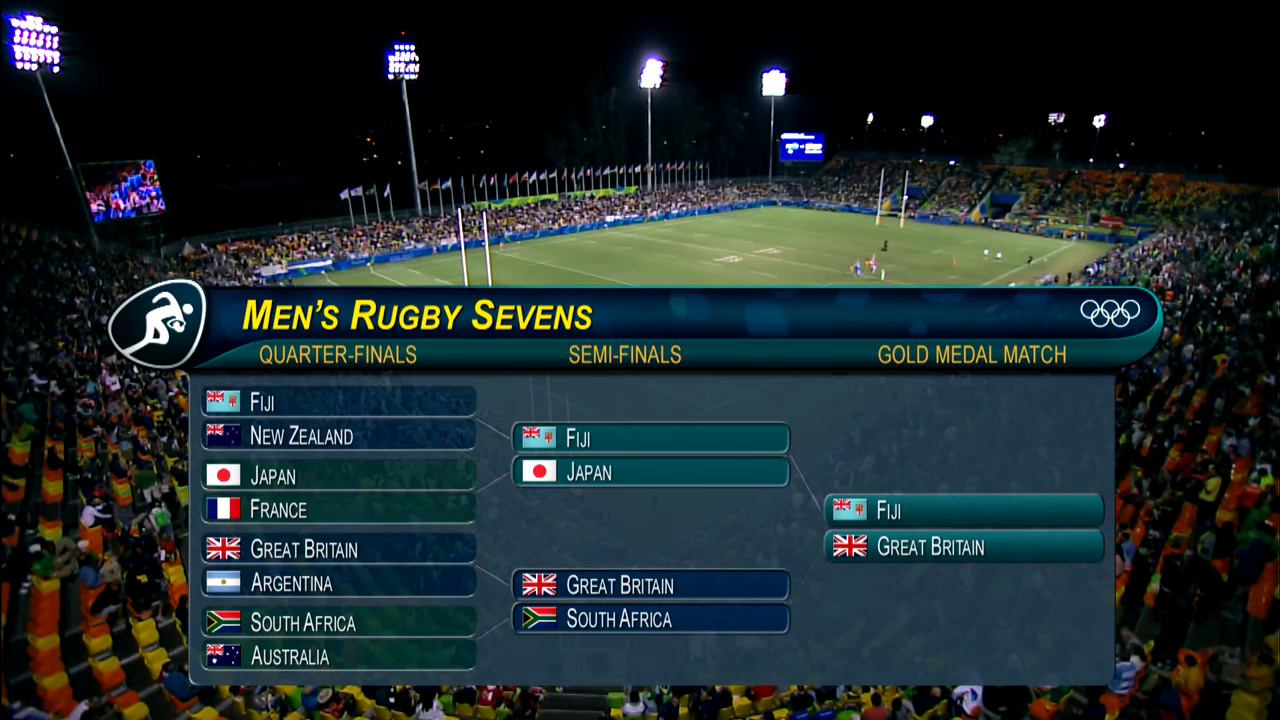 Men's Rugby Sevens
QUARTER-FINALS SEMI-FINALS GOLD MEDAL MATCH
Fiji
New Zealand
Japan
France
Great Britain
Argentina
South Africa
Australia
Fiji
Japan
Great Britain
South Africa
Fiji
Great Britain